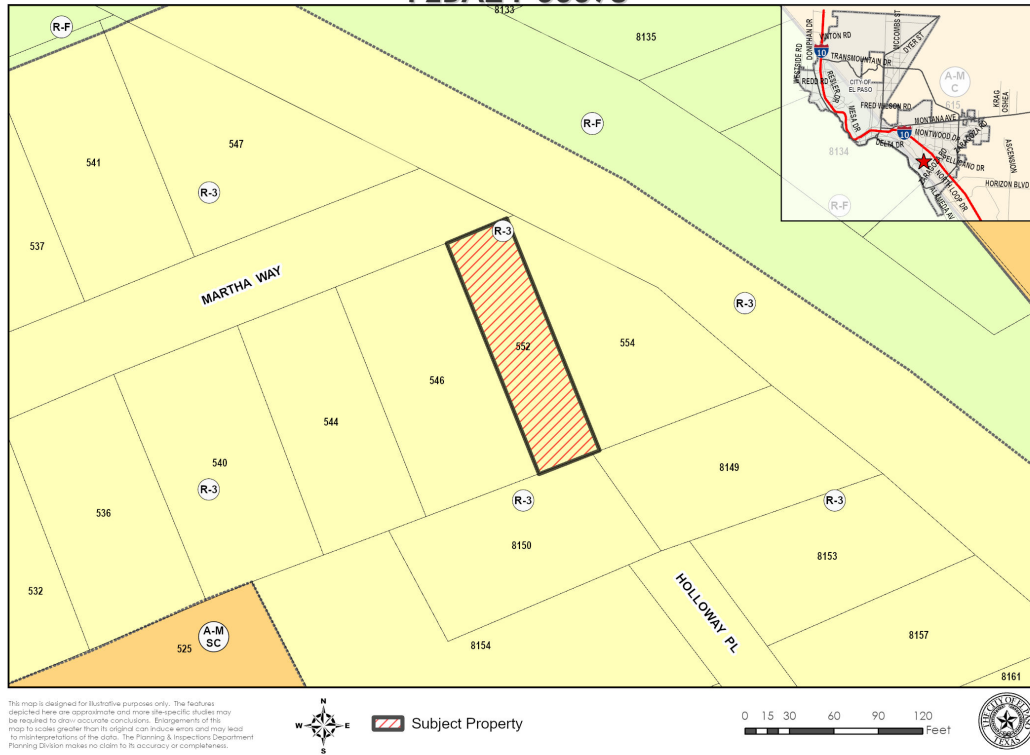 8133
R-F
8135
R-F
547
541
R-3
537
R-3
MARTHA WAY
R-3
552
554
546
544
540
R-3
536
532
8149
R-3
R-3
8150
8153
HOLLOWAY PL
8154
8157
8161
A-M
SC
525
VINTON RD
DONIPHAN DR
WESTSIDE RD
MCCOMBS ST
DYER ST
10
TRANSMOUNTAIN DR
REDD RD
RESLER DR
CITY OF
EL PASO
A-M
C
615
KRAG
OSHEA
FRED WILSON RD
MESA DR
MONTANA AVE
10
MONTWOOD DR
DELTA DR
PELLICANO DR
ASCENSION
8134
NORTH LOOP DR
HORIZON BLVD
ALAMEDA AV
R-F
This map is designed for illustrative purposes only. The features
depicted here are approximate and more site-specific studies may
be required to draw accurate conclusions. Enlargements of this
map to scales greater than its original can induce errors and may lead
to misinterpretations of the data. The Planning & Inspections Department
Planning Division makes no claim to its accuracy or completeness.
N
W E
S
Subject Property
0 15 30 60 90 120
Feet